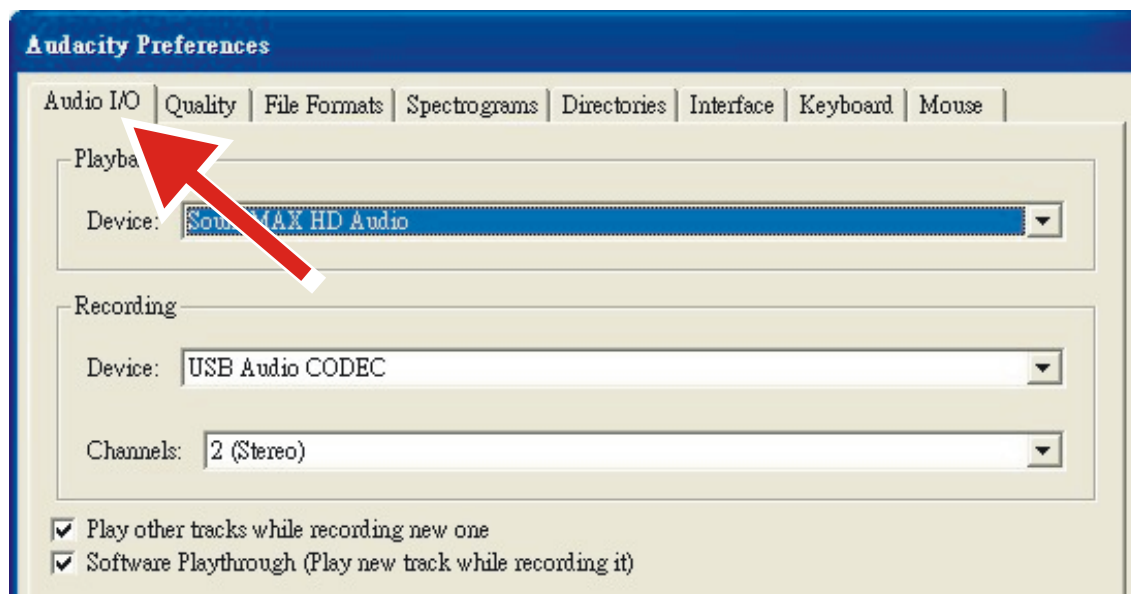 Audacity Preferences
Audio I/O Quality File Formats Spectrograms Directories Interface Keyboard Mouse
Device: HD Audio
Recording
Device: USB Audio CODEC
Channels: 2 (Stereo)
Play other tracks while recording new one
Software Playthrough (Play new track while recording it)